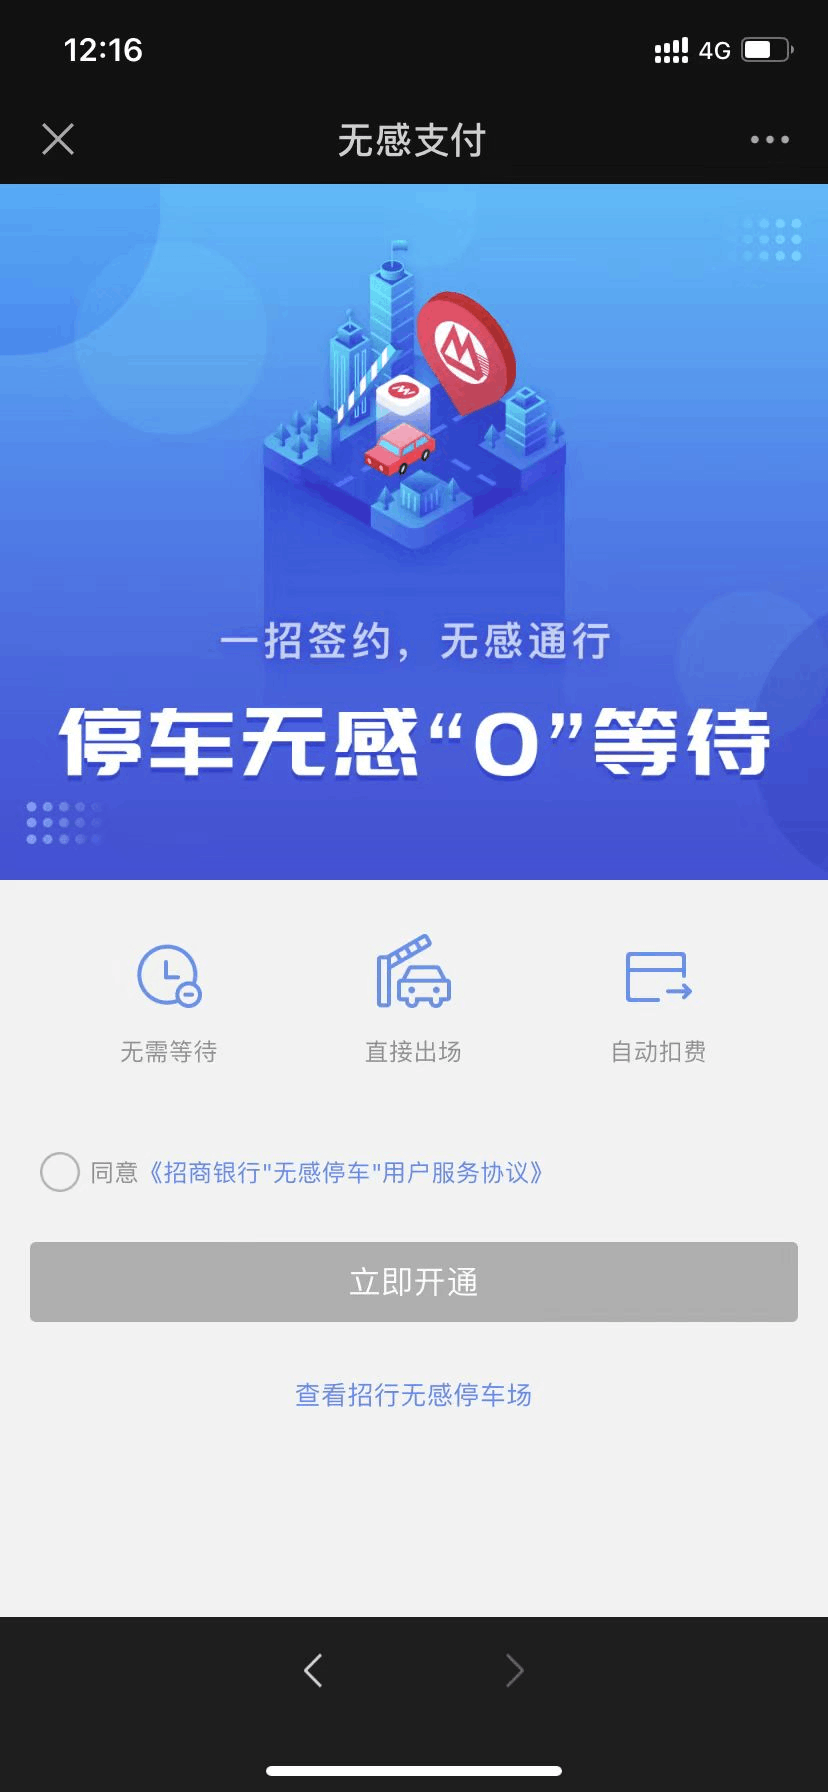 12:16
4G
无感支付
一招签约，无感通行
停车无感“0”等待
无需等待
直接出场
自动扣费
同意《招商银行"无感停车"用户服务协议》
立即开通
查看招行无感停车场